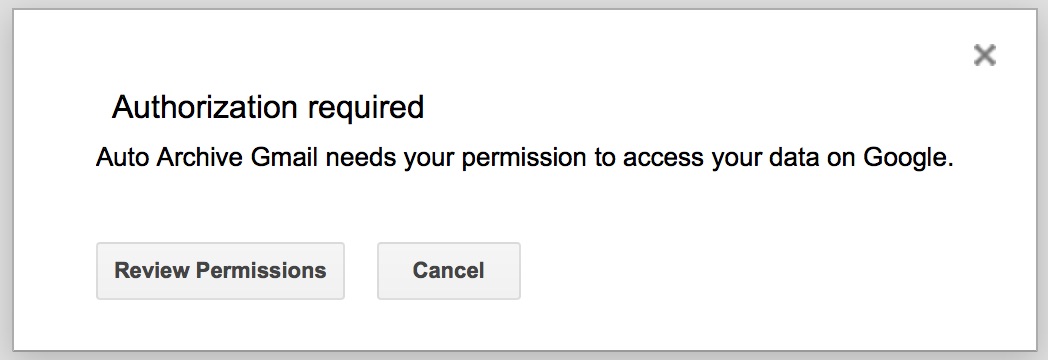 Authorization required
Auto Archive Gmail needs your permission to access your data on Google.
Review Permissions
Cancel